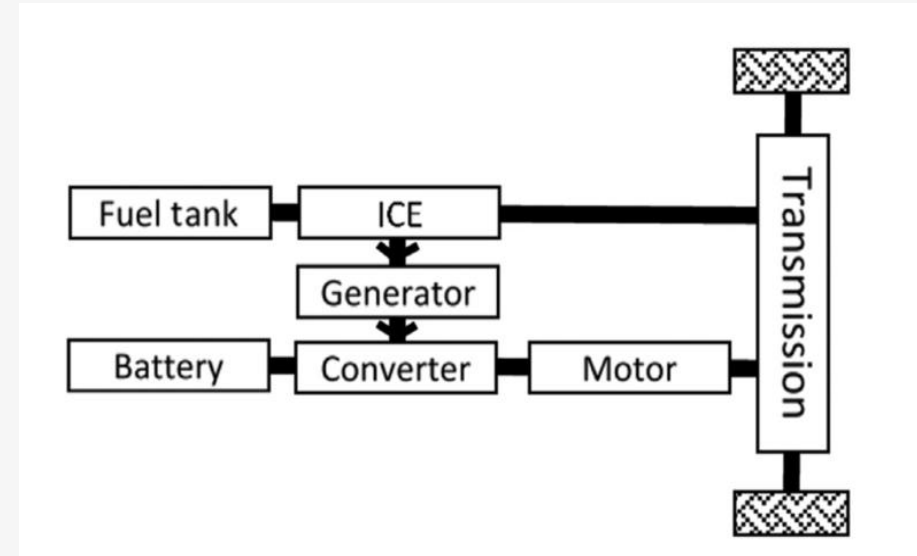 Fuel tank
ICE
Generator
Battery
Converter
Motor
Transmission